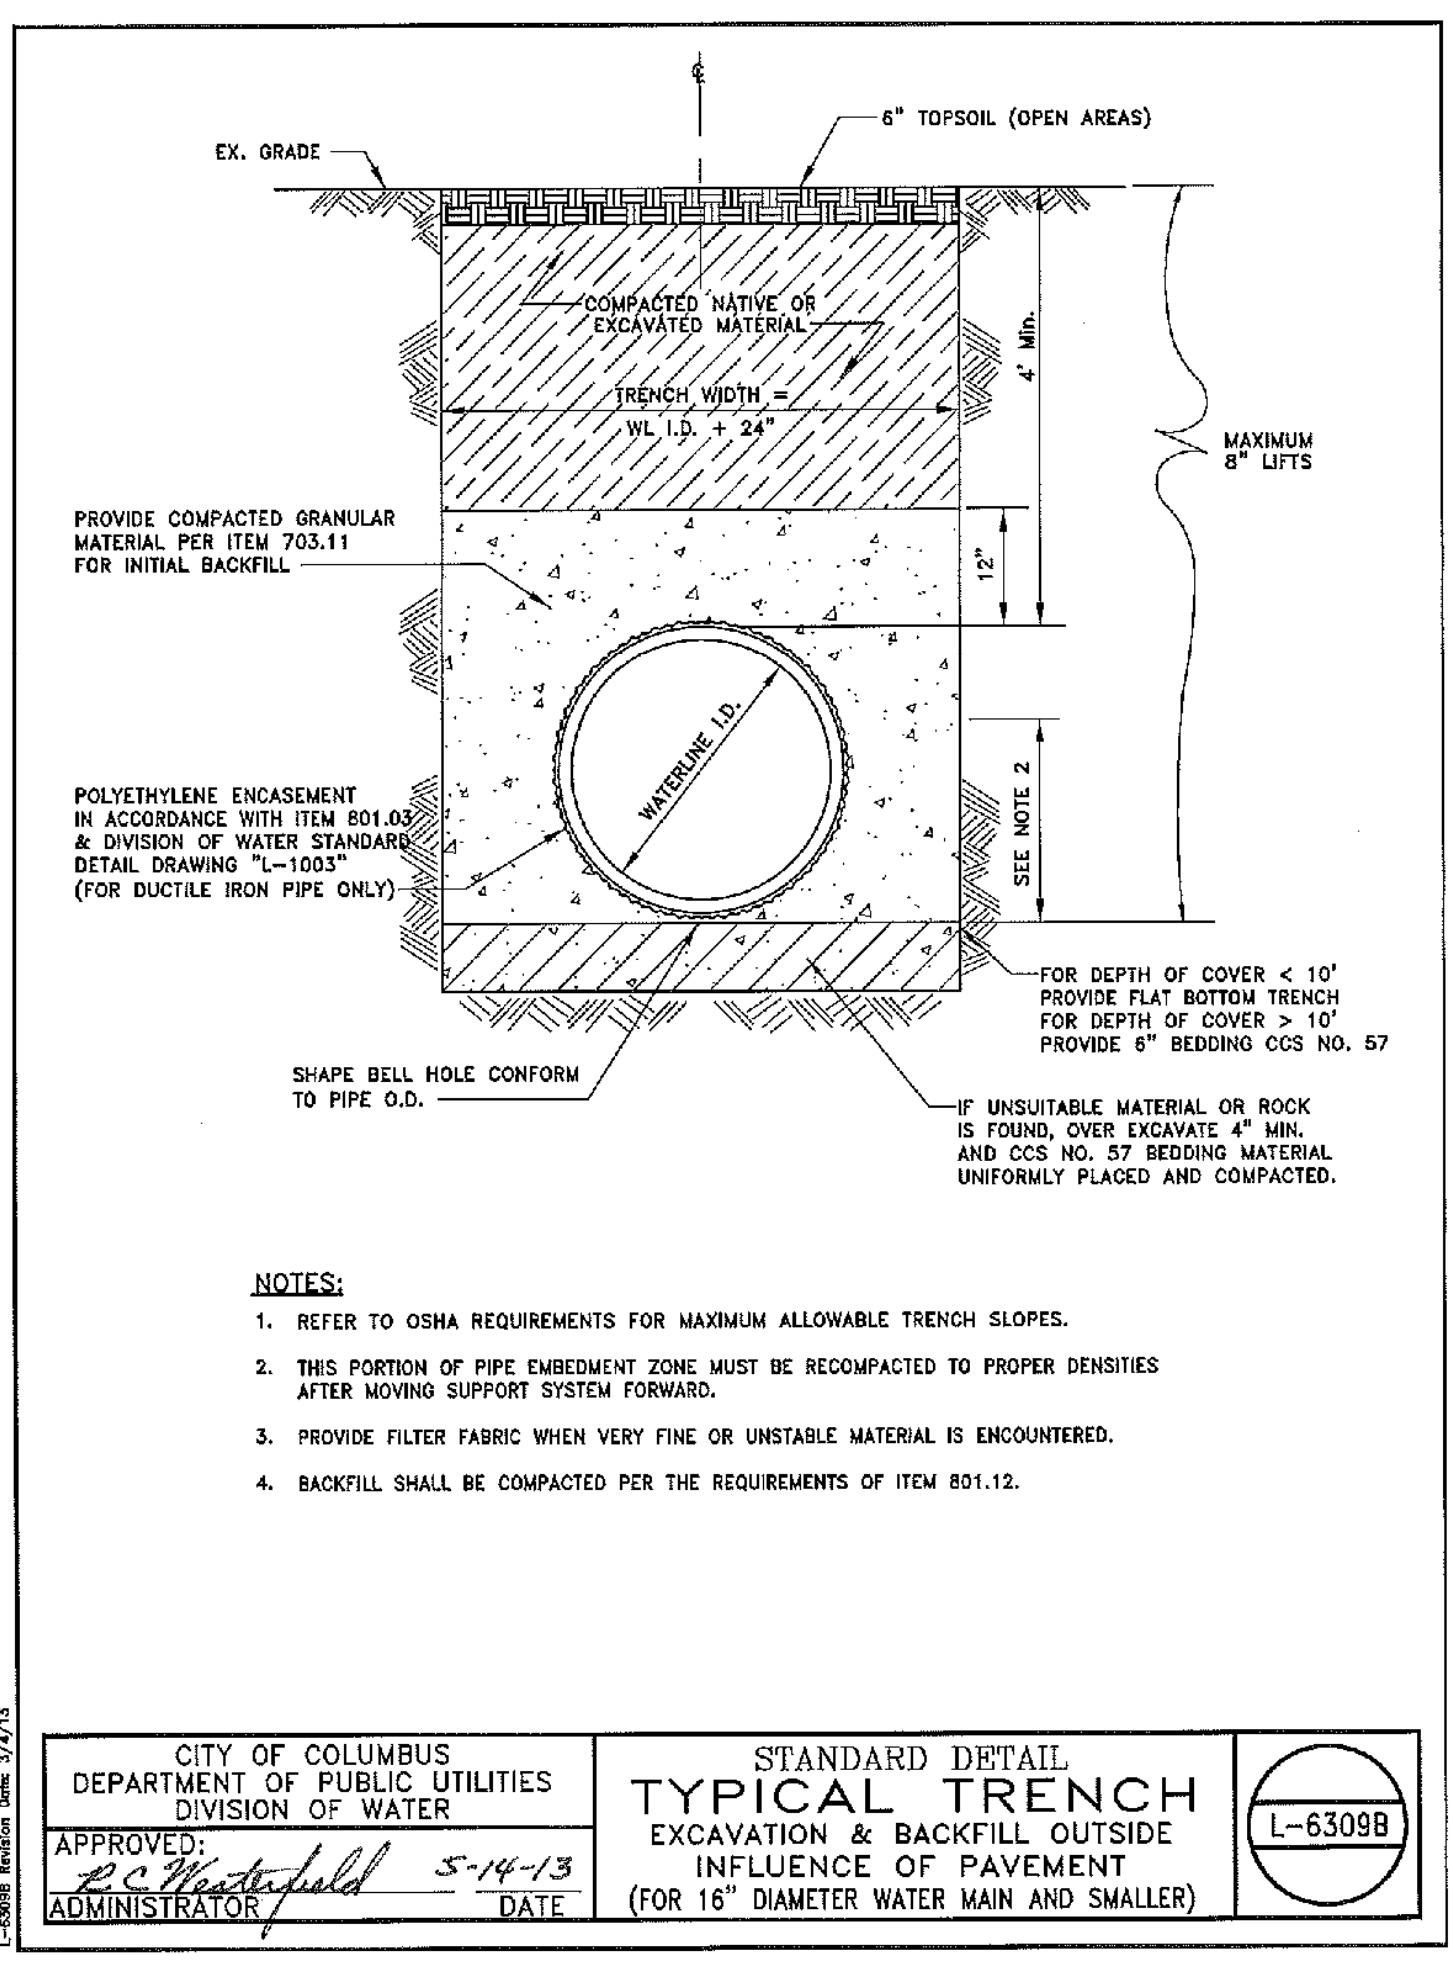 ℄
6" TOPSOIL (OPEN AREAS)
EX. GRADE
COMPACTED NATIVE OR
EXCAVATED MATERIAL
4' Min.
TRENCH WIDTH =
WL I.D. + 24"
MAXIMUM
8" LIFTS
PROVIDE COMPACTED GRANULAR
MATERIAL PER ITEM 703.11
FOR INITIAL BACKFILL
12"
WATERLINE I.D.
SEE NOTE 2
POLYETHYLENE ENCASEMENT
IN ACCORDANCE WITH ITEM 801.03
& DIVISION OF WATER STANDARD
DETAIL DRAWING "L-1003"
(FOR DUCTILE IRON PIPE ONLY)
FOR DEPTH OF COVER < 10'
PROVIDE FLAT BOTTOM TRENCH
FOR DEPTH OF COVER > 10'
PROVIDE 6" BEDDING CCS NO. 57
SHAPE BELL HOLE CONFORM
TO PIPE O.D.
IF UNSUITABLE MATERIAL OR ROCK
IS FOUND, OVER EXCAVATE 4" MIN.
AND CCS NO. 57 BEDDING MATERIAL
UNIFORMLY PLACED AND COMPACTED.
NOTES:
1. REFER TO OSHA REQUIREMENTS FOR MAXIMUM ALLOWABLE TRENCH SLOPES.
2. THIS PORTION OF PIPE EMBEDMENT ZONE MUST BE RECOMPACTED TO PROPER DENSITIES
AFTER MOVING SUPPORT SYSTEM FORWARD.
3. PROVIDE FILTER FABRIC WHEN VERY FINE OR UNSTABLE MATERIAL IS ENCOUNTERED.
4. BACKFILL SHALL BE COMPACTED PER THE REQUIREMENTS OF ITEM 801.12.
L-6309B Revision Date: 3/4/13
CITY OF COLUMBUS
DEPARTMENT OF PUBLIC UTILITIES
DIVISION OF WATER
APPROVED:
R C Westerfield 5-14-13
ADMINISTRATOR DATE
STANDARD DETAIL
TYPICAL TRENCH
EXCAVATION & BACKFILL OUTSIDE
INFLUENCE OF PAVEMENT
(FOR 16" DIAMETER WATER MAIN AND SMALLER)
L-6309B